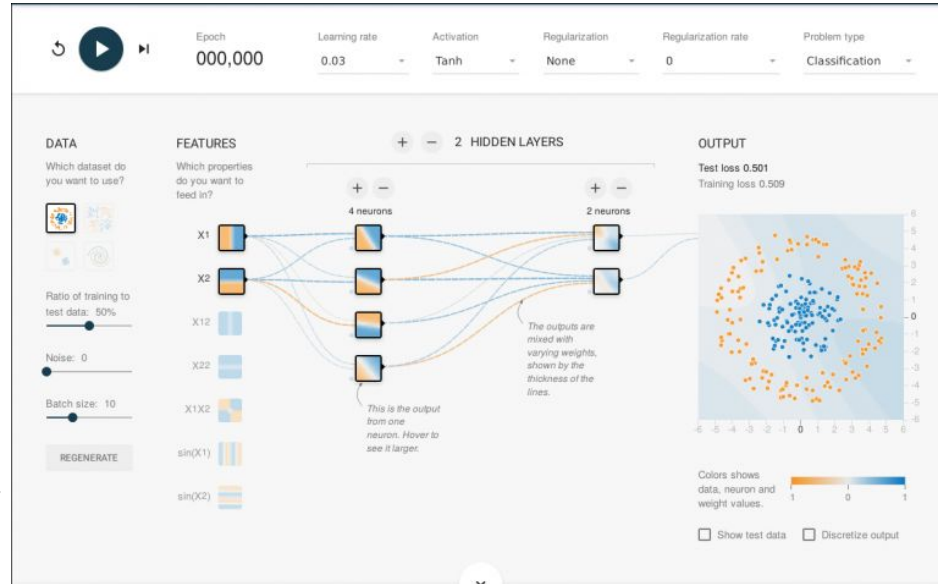 Epoch
000,000
Learning rate
0.03
Activation
Tanh
Regularization
None
Regularization rate
0
Problem type
Classification
DATA
Which dataset do
you want to use?
Ratio of training to
test data: 50%
Noise: 0
Batch size: 10
REGENERATE
FEATURES
Which properties
do you want to
feed in?
X1
X2
X12
X22
X1X2
sin(X1)
sin(X2)
+ − 2 HIDDEN LAYERS
+ −
4 neurons
+ −
2 neurons
This is the output
from one
neuron. Hover to
see it larger.
The outputs are
mixed with
varying weights,
shown by the
thickness of the
lines.
OUTPUT
Test loss 0.501
Training loss 0.509
6
5
4
3
2
1
0
-1
-2
-3
-4
-5
-6
-6 -5 -4 -3 -2 -1 0 1 2 3 4 5 6
Colors shows
data, neuron and
weight values.
1 0 1
Show test data
Discretize output